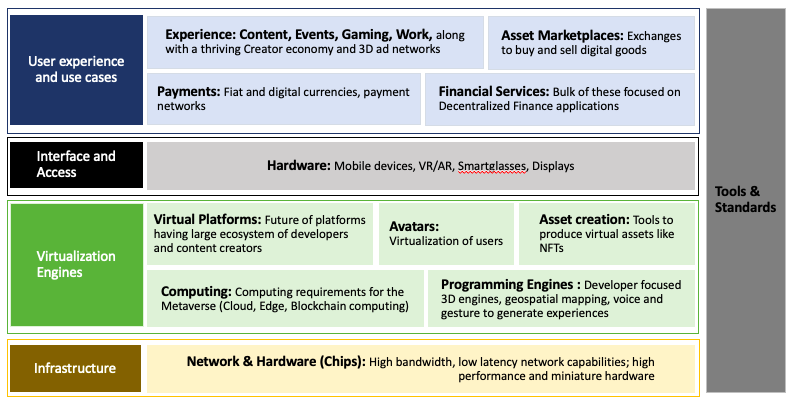 User experience
and use cases
Experience: Content, Events, Gaming, Work, along
with a thriving Creator economy and 3D ad networks
Asset Marketplaces: Exchanges
to buy and sell digital goods
Payments: Fiat and digital currencies, payment
networks
Financial Services: Bulk of these focused on
Decentralized Finance applications
Interface and
Access
Hardware: Mobile devices, VR/AR, Smartglasses, Displays
Virtualization
Engines
Virtual Platforms: Future of platforms
having large ecosystem of developers
and content creators
Avatars:
Virtualization of users
Asset creation: Tools to
produce virtual assets like
NFTs
Computing: Computing requirements for the
Metaverse (Cloud, Edge, Blockchain computing)
Programming Engines : Developer focused
3D engines, geospatial mapping, voice and
gesture to generate experiences
Infrastructure
Network & Hardware (Chips): High bandwidth, low latency network capabilities; high
performance and miniature hardware
Tools &
Standards